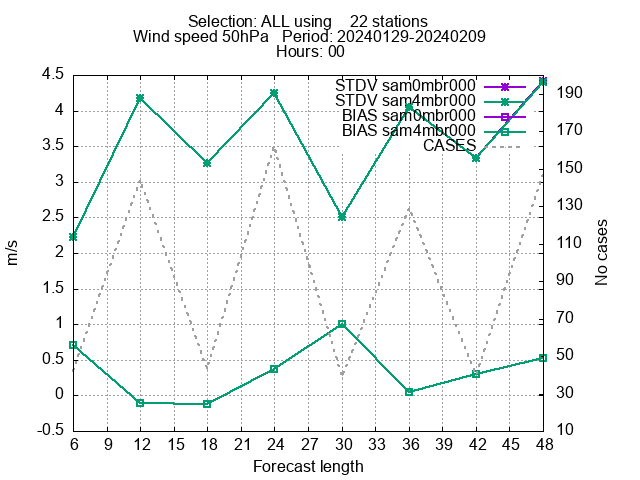 Selection: ALL using    22 stations
Wind speed 50hPa   Period: 20240129-20240209
Hours: 00
STDV sam0mbr000
STDV sam4mbr000
BIAS sam0mbr000
BIAS sam4mbr000
CASES
4.5
4
3.5
3
2.5
2
1.5
1
0.5
0
-0.5
m/s
190
170
150
130
110
90
70
50
30
10
No cases
6 9 12 15 18 21 24 27 30 33 36 39 42 45 48
Forecast length